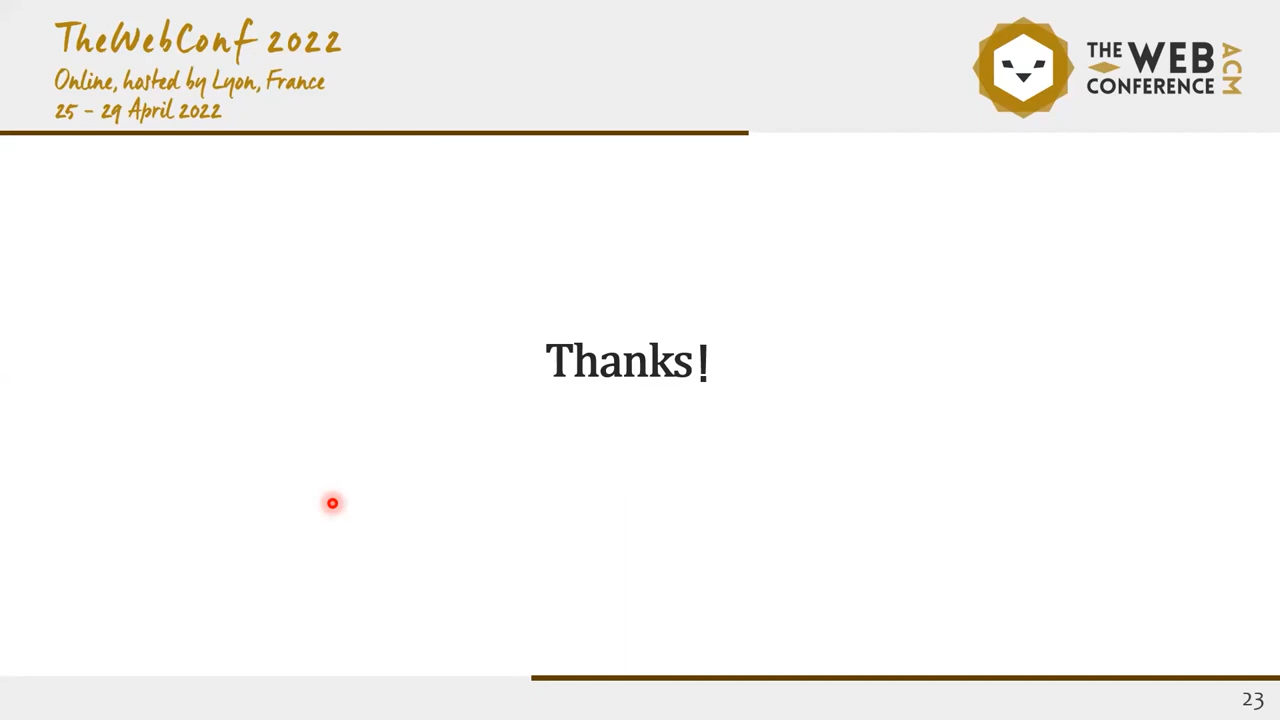 TheWebConf 2022
Online, hosted by Lyon, France
25 - 29 April 2022
THE WEB
CONFERENCE
ACM
Thanks!
23